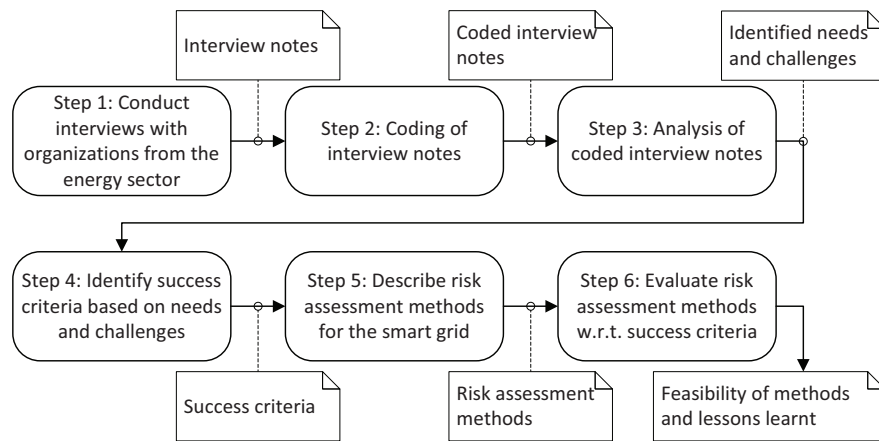 Interview notes
Coded interview
notes
Identified needs
and challenges
Step 1: Conduct
interviews with
organizations from the
energy sector
Step 2: Coding of
interview notes
Step 3: Analysis of
coded interview notes
Step 4: Identify success
criteria based on needs
and challenges
Step 5: Describe risk
assessment methods
for the smart grid
Step 6: Evaluate risk
assessment methods
w.r.t. success criteria
Success criteria
Risk assessment
methods
Feasibility of methods
and lessons learnt